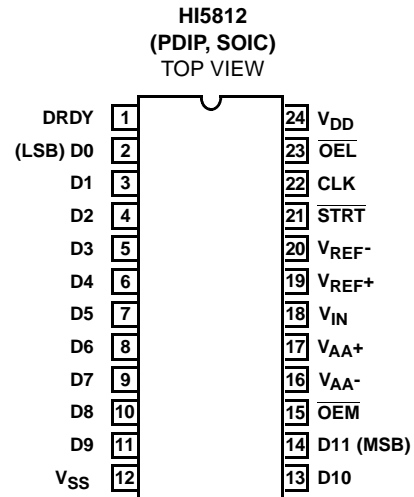 HI5812
(PDIP, SOIC)
TOP VIEW
DRDY 1 24 VDD
(LSB) D0 2 23 OEL
D1 3 22 CLK
D2 4 21 STRT
D3 5 20 VREF-
D4 6 19 VREF+
D5 7 18 VIN
D6 8 17 VAA+
D7 9 16 VAA-
D8 10 15 OEM
D9 11 14 D11 (MSB)
VSS 12 13 D10